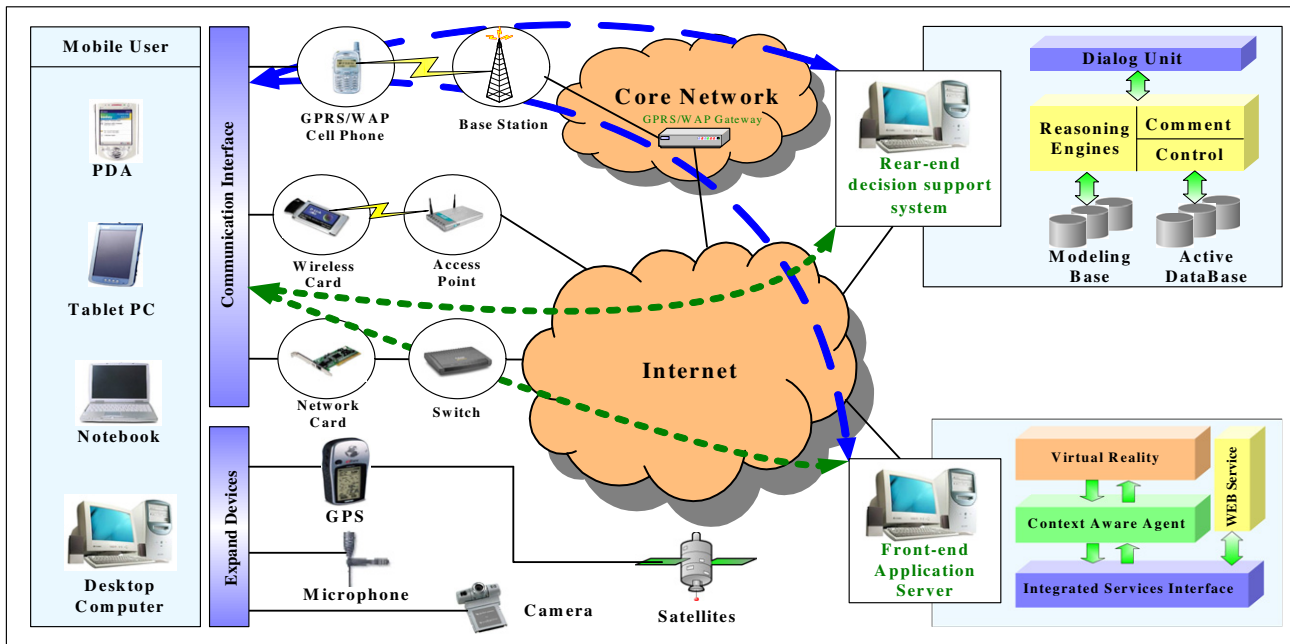 Mobile User
PDA
Tablet PC
Notebook
Desktop
Computer
Communication Interface
Expand Devices
GPRS/WAP
Cell Phone
Base Station
Core Network
GPRS/WAP Gateway
Wireless
Card
Access
Point
Network
Card
Switch
Internet
GPS
Microphone
Camera
Satellites
Rear-end
decision support
system
Front-end
Application
Server
Dialog Unit
Reasoning
Engines
Comment
Control
Modeling
Base
Active
DataBase
Virtual Reality
Context Aware Agent
Integrated Services Interface
WEB Service